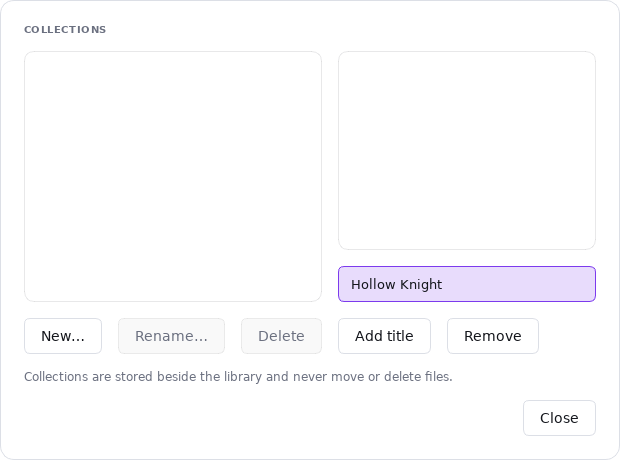 COLLECTIONS
Hollow Knight
New... Rename... Delete Add title Remove
Collections are stored beside the library and never move or delete files.
Close